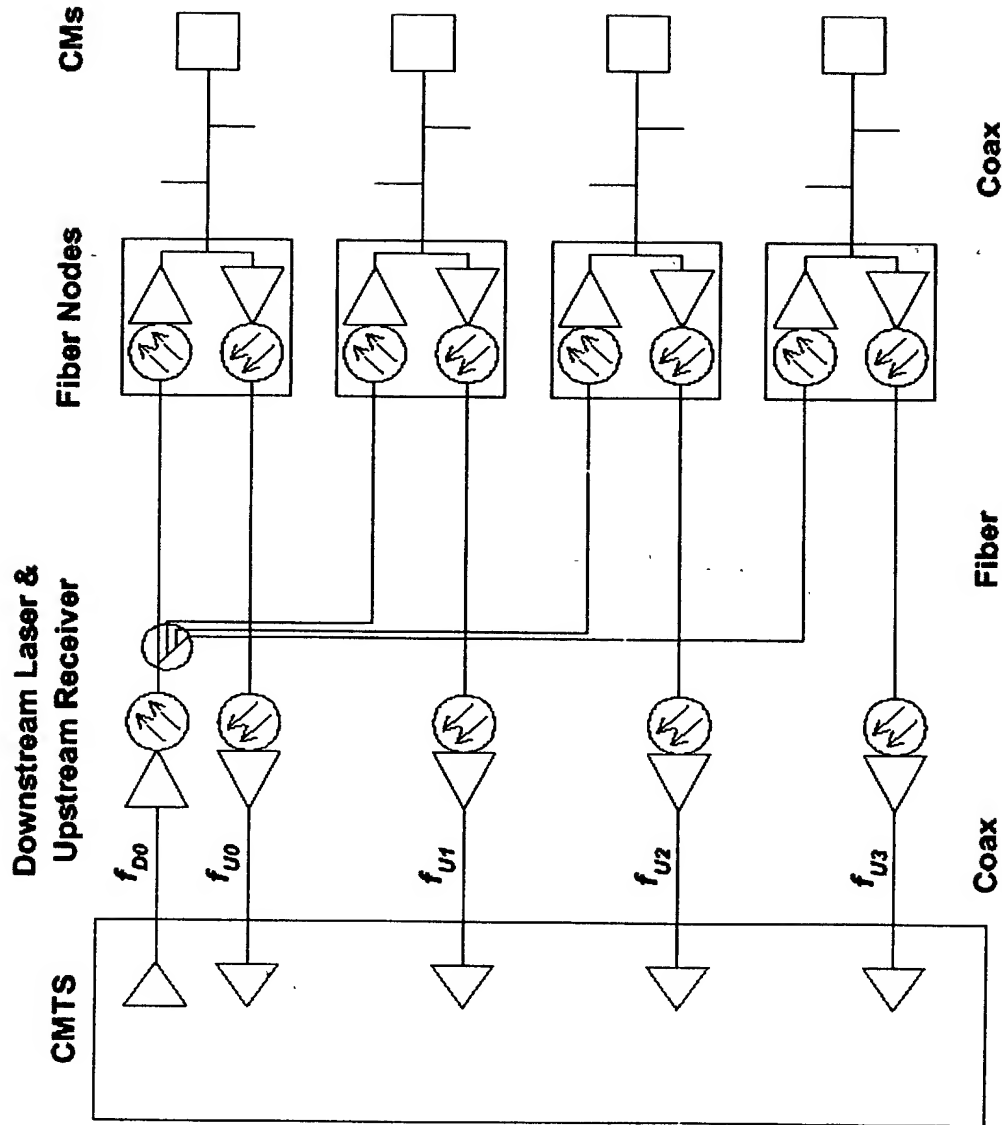 CMTS
Downstream Laser &
Upstream Receiver
Fiber Nodes
CMs
f_D0
f_U0
f_U1
f_U2
f_U3
Coax
Fiber
Coax